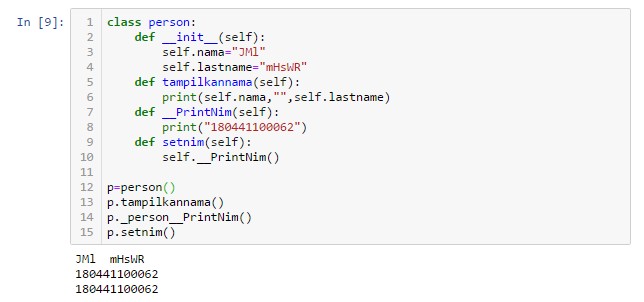 In [9]:
1 class person:
2     def __init__(self):
3         self.nama="JMl"
4         self.lastname="mHsWR"
5     def tampilkannama(self):
6         print(self.nama,"",self.lastname)
7     def __PrintNim(self):
8         print("180441100062")
9     def setnim(self):
10         self.__PrintNim()
11
12 p=person()
13 p.tampilkannama()
14 p._person__PrintNim()
15 p.setnim()
JMl  mHsWR
180441100062
180441100062